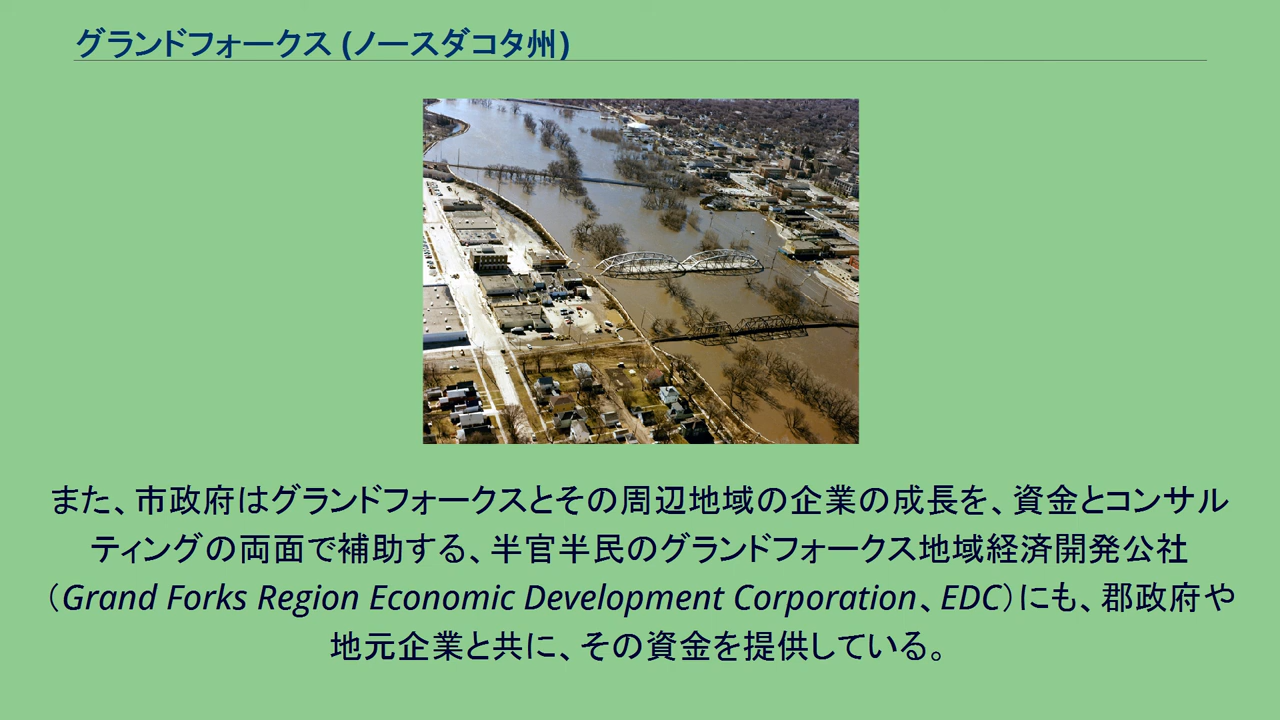 グランドフォークス (ノースダコタ州)
また、市政府はグランドフォークスとその周辺地域の企業の成長を、資金とコンサル
ティングの両面で補助する、半官半民のグランドフォークス地域経済開発公社
（Grand Forks Region Economic Development Corporation、EDC）にも、郡政府や
地元企業と共に、その資金を提供している。